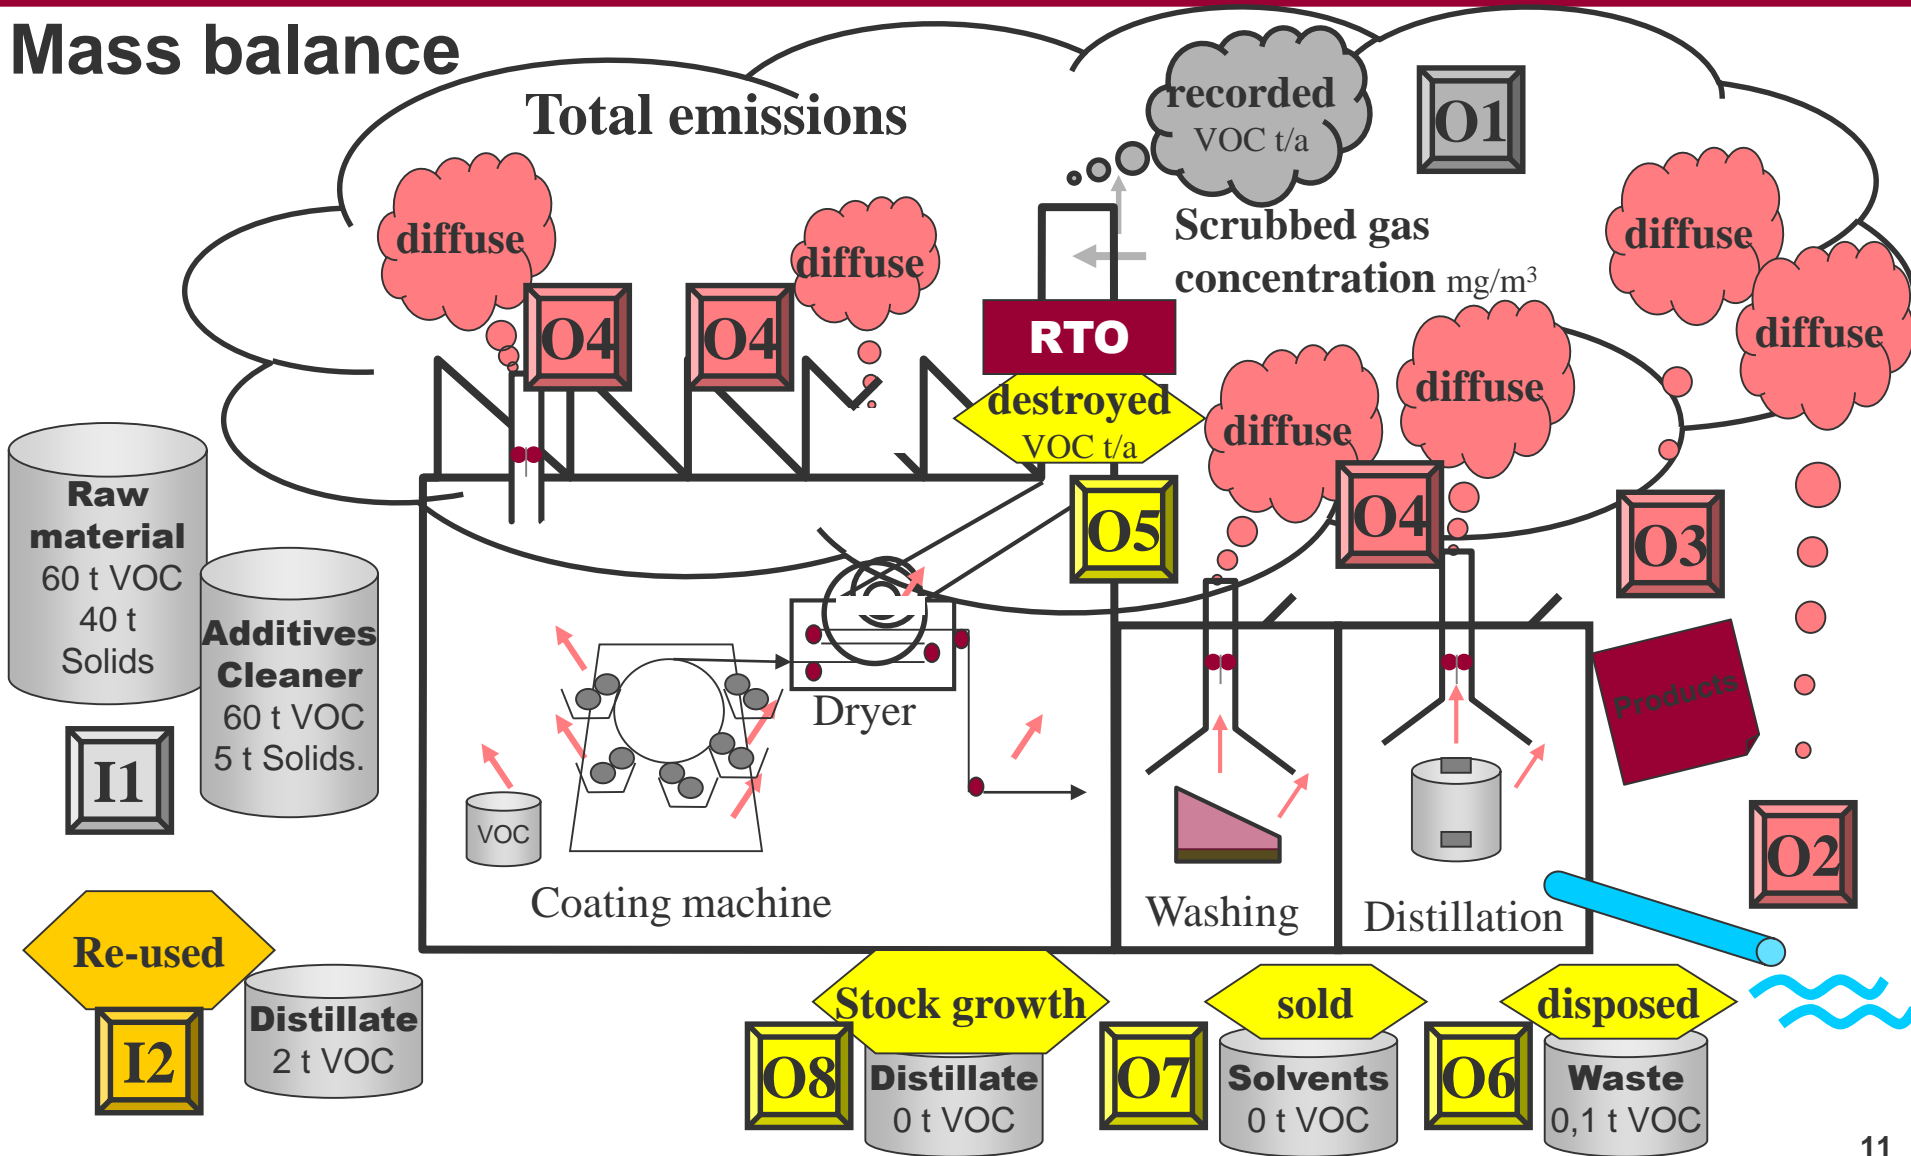 Mass balance
Total emissions
recorded
VOC t/a
O1
Scrubbed gas
concentration mg/m³
diffuse
diffuse
diffuse
diffuse
diffuse
diffuse
O4
O4
RTO
destroyed
VOC t/a
O5
O4
O3
Raw
material
60 t VOC
40 t
Solids
Additives
Cleaner
60 t VOC
5 t Solids.
I1
VOC
Dryer
Coating machine
Washing
Distillation
Products
O2
Re-used
I2
Distillate
2 t VOC
Stock growth
O8
Distillate
0 t VOC
sold
O7
Solvents
0 t VOC
disposed
O6
Waste
0,1 t VOC
11